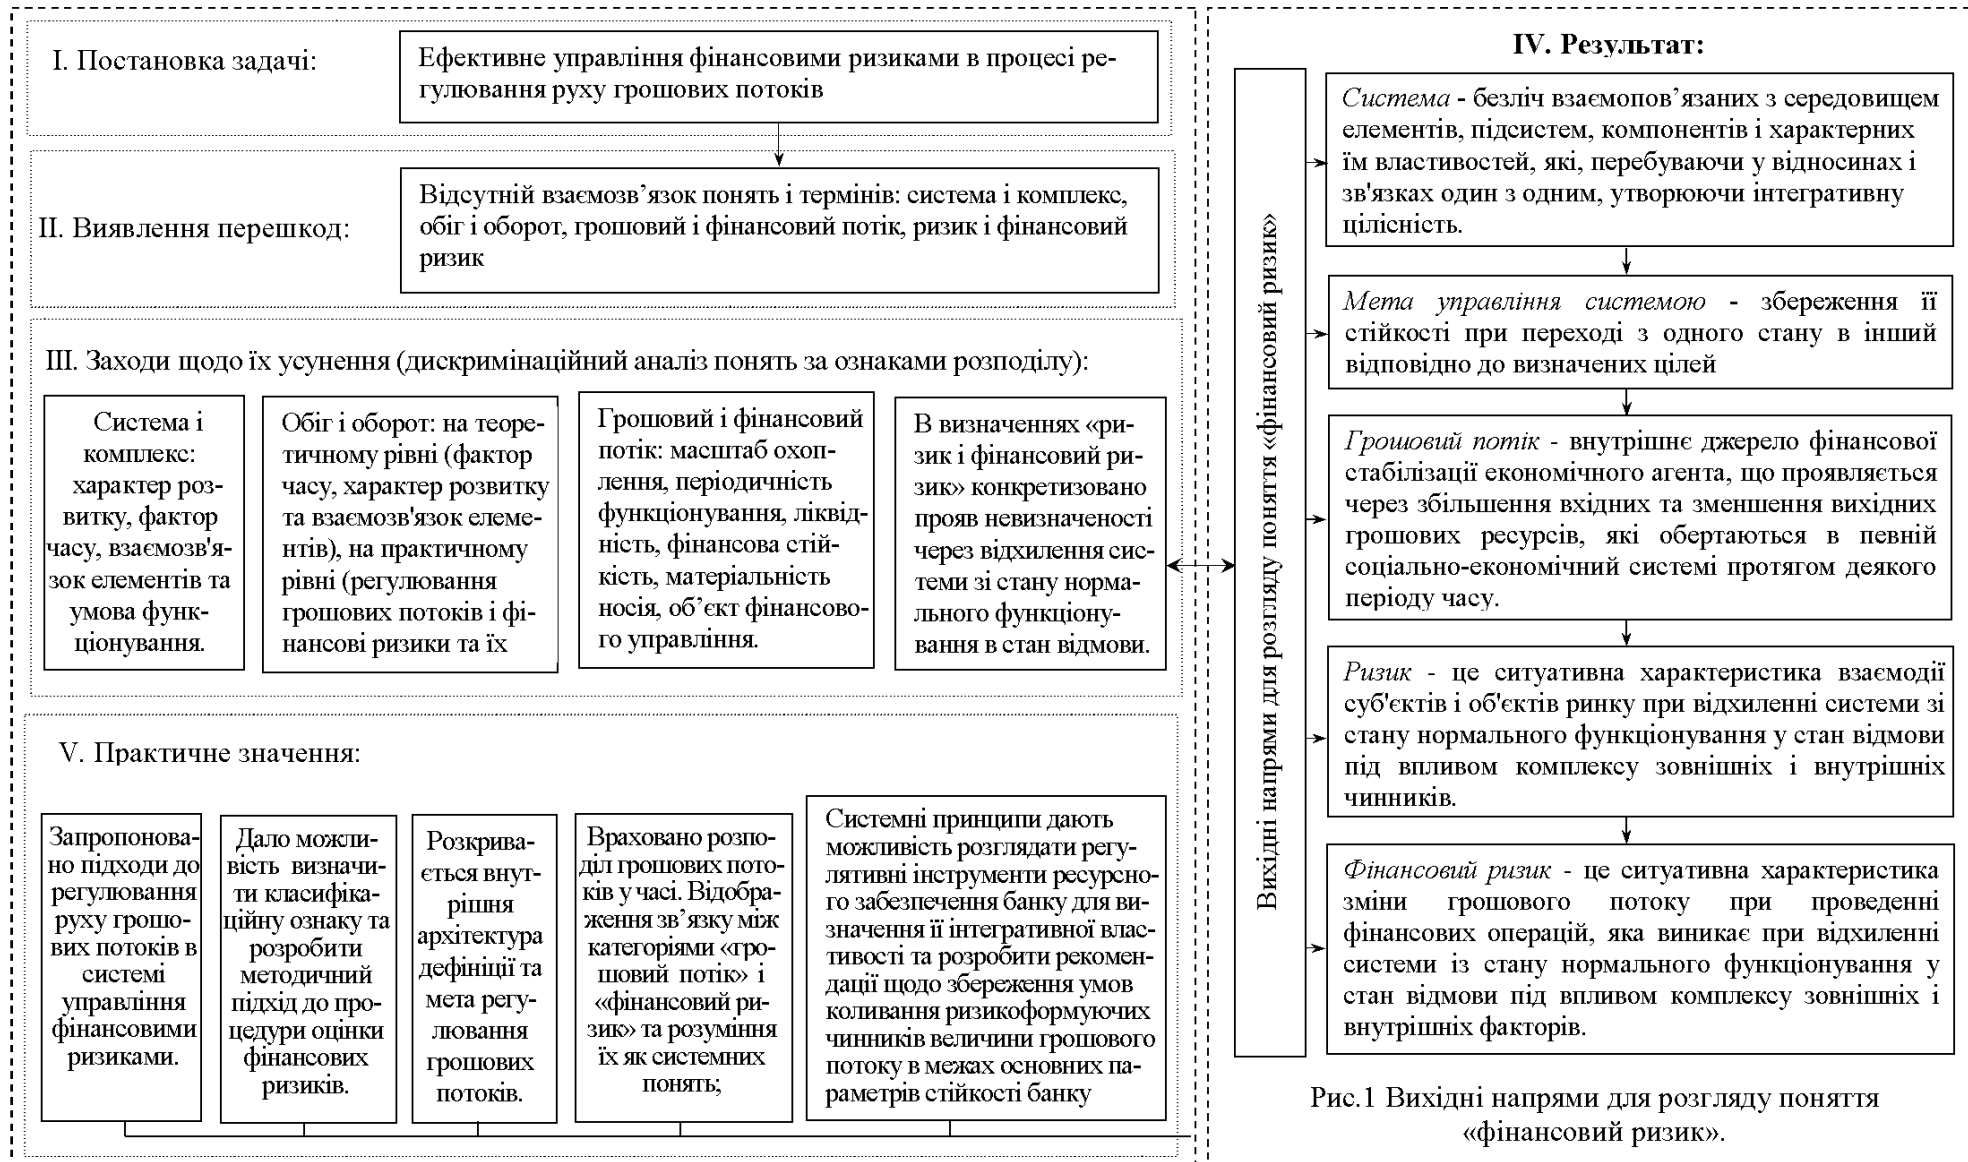 І. Постановка задачі:
Ефективне управління фінансовими ризиками в процесі ре-
гулювання руху грошових потоків
ІІ. Виявлення перешкод:
Відсутній взаємозв’язок понять і термінів: система і комплекс,
обіг і оборот, грошовий і фінансовий потік, ризик і фінансовий
ризик
ІІІ. Заходи щодо їх усунення (дискримінаційний аналіз понять за ознаками розподілу):
Система і
комплекс:
характер роз-
витку, фактор
часу, взаємозв'я-
зок елементів та
умова функ-
ціонування.
Обіг і оборот: на теоре-
тичному рівні (фактор
часу, характер розвитку
та взаємозв'язок елеме-
нтів), на практичному
рівні (регулювання
грошових потоків і фі-
нансові ризики та їх
Грошовий і фінансовий
потік: масштаб охоп-
лення, періодичність
функціонування, ліквід-
ність, фінансова стій-
кість, матеріальність
носія, об’єкт фінансово-
го управління.
В визначеннях «ри-
зик і фінансовий ри-
зик» конкретизовано
прояв невизначеності
через відхилення сис-
теми зі стану норма-
льного функціону-
вання в стан відмови.
V. Практичне значення:
Запропонова-
но підходи до
регулювання
руху грошо-
вих потоків в
системі
управління
фінансовими
ризиками.
Дало можли-
вість визначи-
ти класифіка-
ційну ознаку та
розробити
методичний
підхід до про-
цедури оцінки
фінансових
ризиків.
Розкрива-
ється внут-
рішня
архітектура
дефініції та
мета регу-
лювання
грошових
потоків.
Враховано розпо-
діл грошових пото-
ків у часі. Відобра-
ження зв’язку між
категоріями «гро-
шовий потік» і
«фінансовий ри-
зик» та розуміння
їх як системних
понять;
Системні принципи дають
можливість розглядати регу-
лятивні інструменти ресурсно-
го забезпечення банку для ви-
значення її інтегративної влас-
тивості та розробити рекомен-
дації щодо збереження умов
коливання ризикоформуючих
чинників величини грошового
потоку в межах основних па-
раметрів стійкості банку
Вихідні напрями для розгляду поняття «фінансовий ризик»
IV. Результат:
Система - безліч взаємопов’язаних з середовищем
елементів, підсистем, компонентів і характерних
їм властивостей, які, перебуваючи у відносинах і
зв'язках один з одним, утворюючи інтегративну
цілісність.
Мета управління системою - збереження її
стійкості при переході з одного стану в інший
відповідно до визначених цілей
Грошовий потік - внутрішнє джерело фінансової
стабілізації економічного агента, що проявляється
через збільшення вхідних та зменшення вихідних
грошових ресурсів, які обертаються в певній
соціально-економічний системі протягом деякого
періоду часу.
Ризик - це ситуативна характеристика взаємодії
суб'єктів і об'єктів ринку при відхиленні системи зі
стану нормального функціонування у стан відмови
під впливом комплексу зовнішніх і внутрішніх
чинників.
Фінансовий ризик - це ситуативна характеристика
зміни грошового потоку при проведенні
фінансових операцій, яка виникає при відхиленні
системи із стану нормального функціонування у
стан відмови під впливом комплексу зовнішніх і
внутрішніх факторів.
Рис.1 Вихідні напрями для розгляду поняття
«фінансовий ризик».